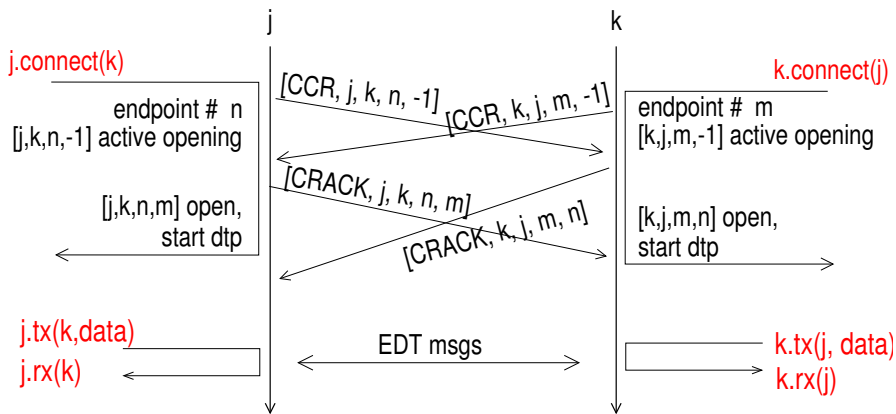 j
k
j.connect(k)
k.connect(j)
[CCR, j, k, n, -1]
[CCR, k, j, m, -1]
endpoint # n
[j,k,n,-1] active opening
endpoint # m
[k,j,m,-1] active opening
[CRACK, j, k, n, m]
[CRACK, k, j, m, n]
[j,k,n,m] open,
start dtp
[k,j,m,n] open,
start dtp
j.tx(k,data)
j.rx(k)
EDT msgs
k.tx(j, data)
k.rx(j)